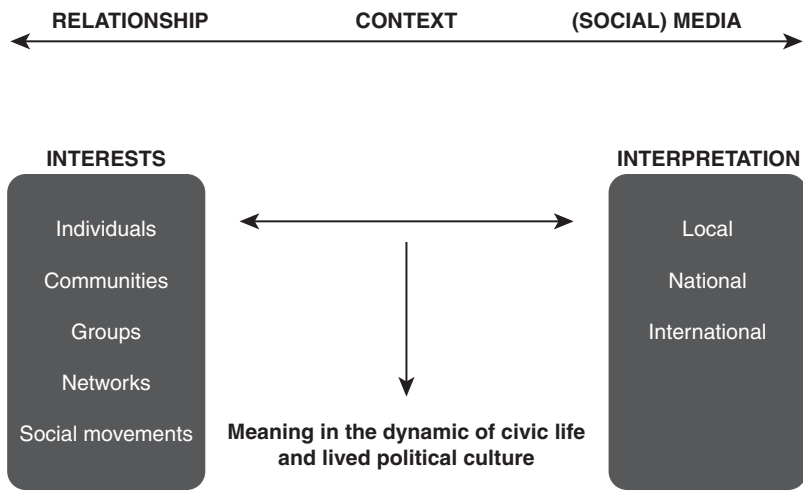 RELATIONSHIP CONTEXT (SOCIAL) MEDIA
INTERESTS
Individuals
Communities
Groups
Networks
Social movements
Meaning in the dynamic of civic life
and lived political culture
INTERPRETATION
Local
National
International